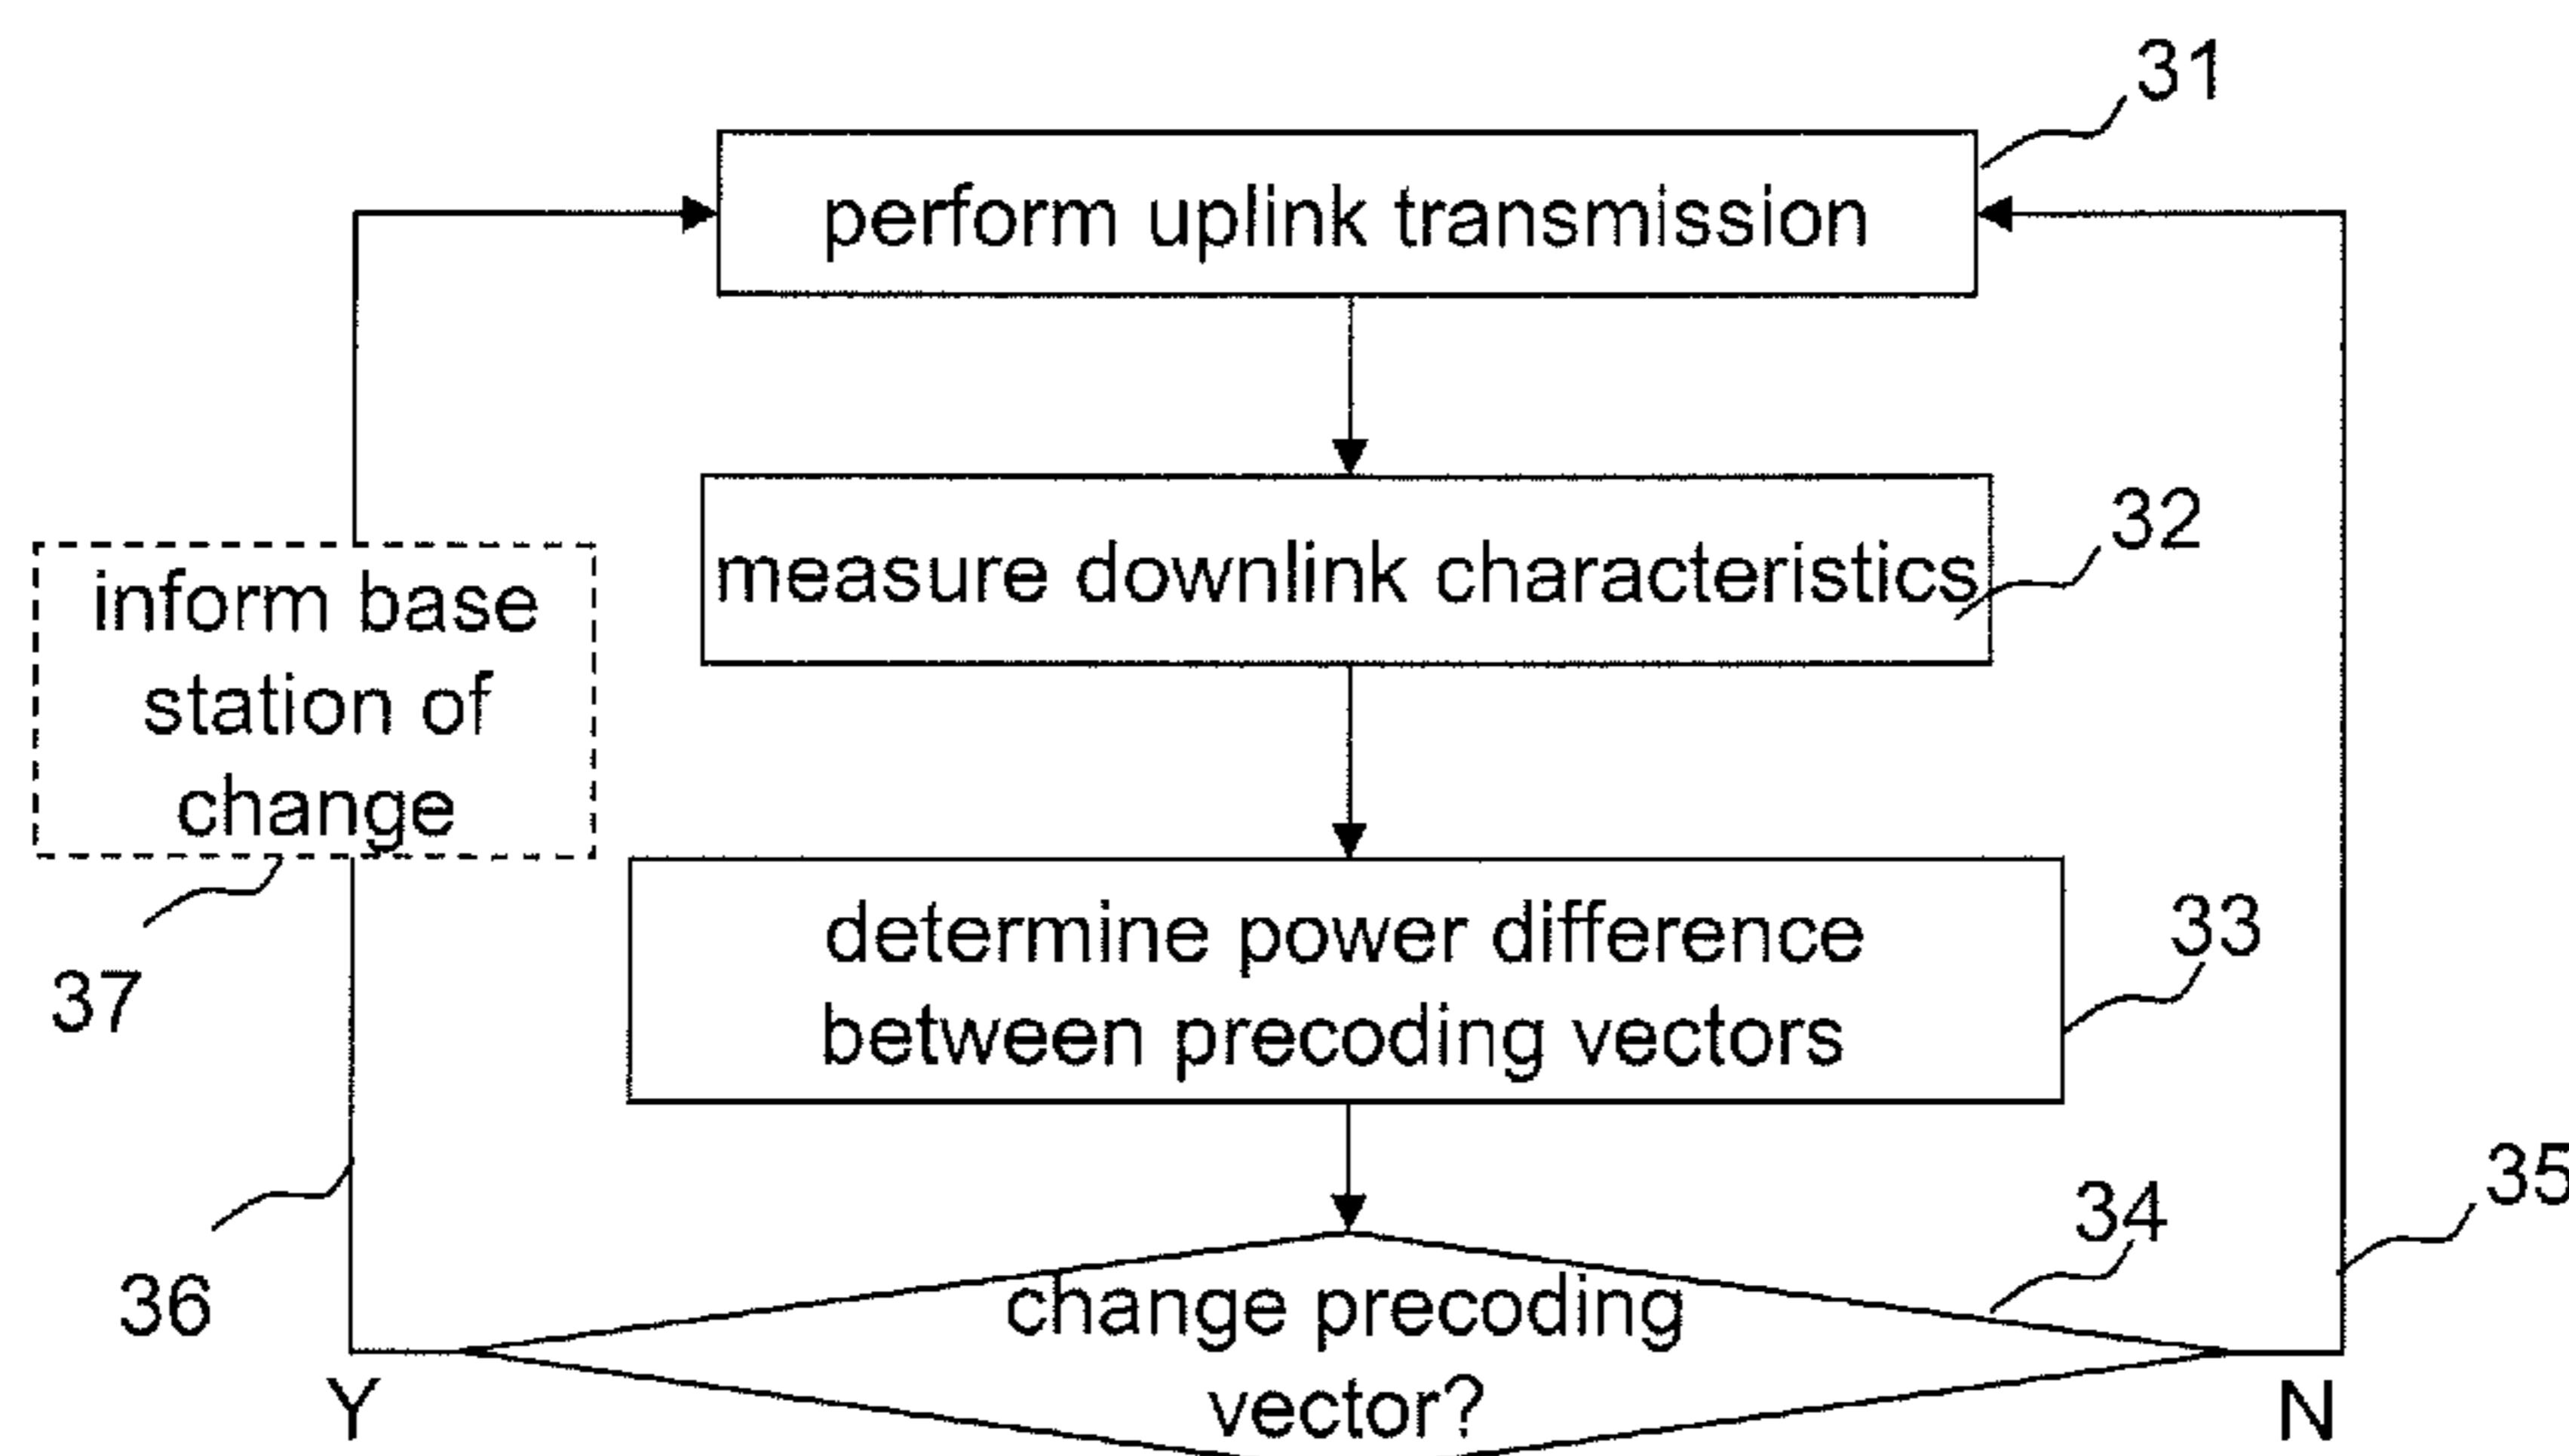 31
perform uplink transmission
32
measure downlink characteristics
inform base
station of
change
37
33
determine power difference
between precoding vectors
36
34
35
change precoding
vector?
Y
N